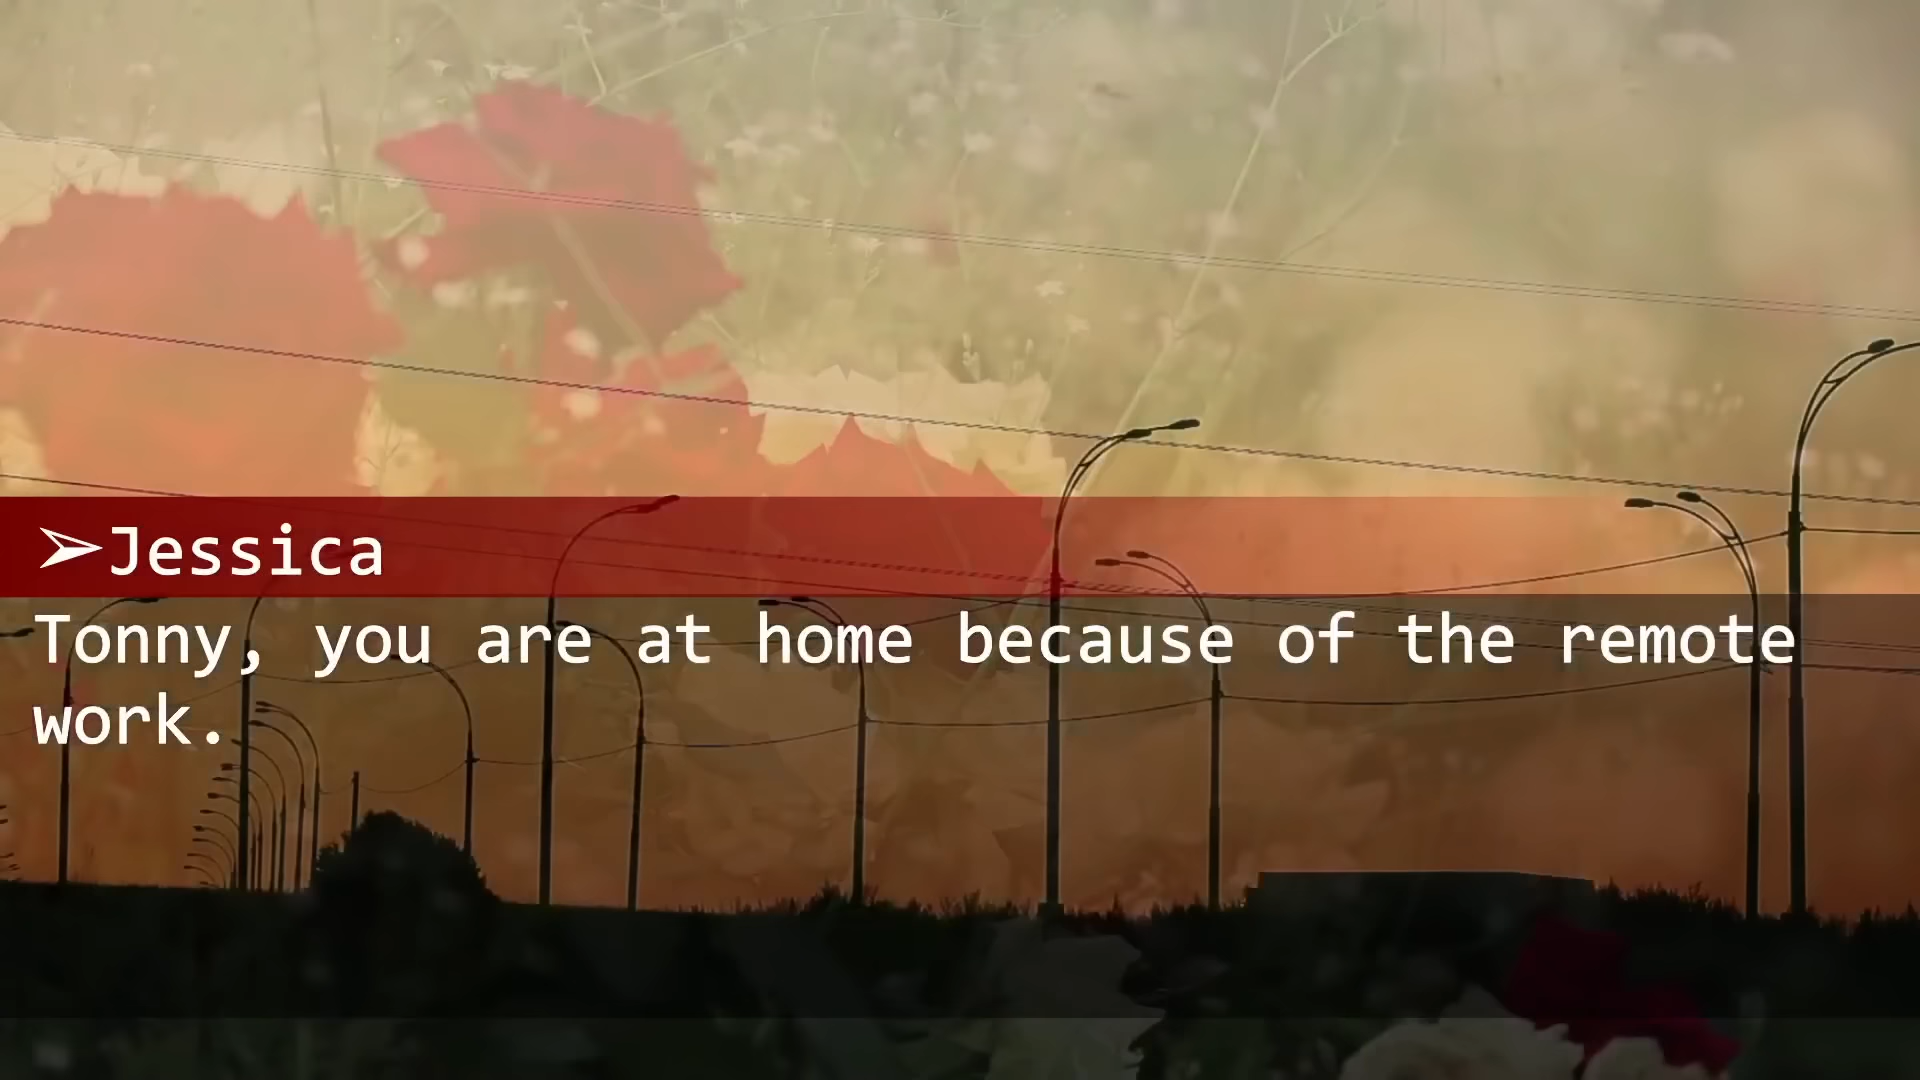 ➢Jessica
Tonny, you are at home because of the remote
work.